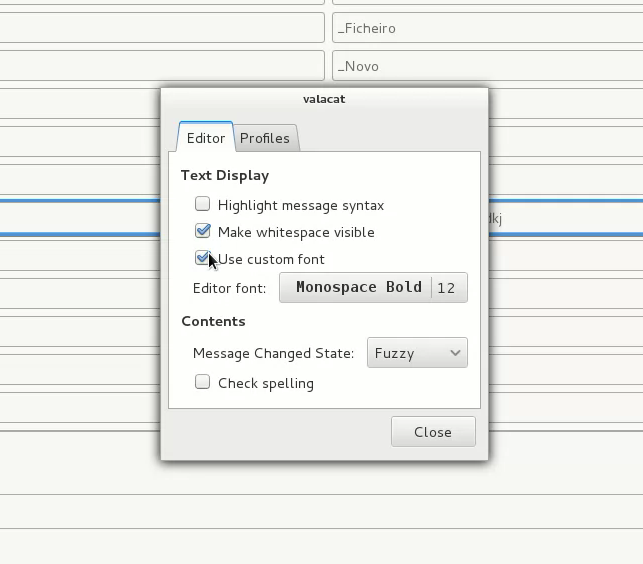 _Ficheiro
_Novo
valacat
Editor Profiles
Text Display
Highlight message syntax
Make whitespace visible
dkj
Use custom font
Editor font: Monospace Bold 12
Contents
Message Changed State: Fuzzy
Check spelling
Close